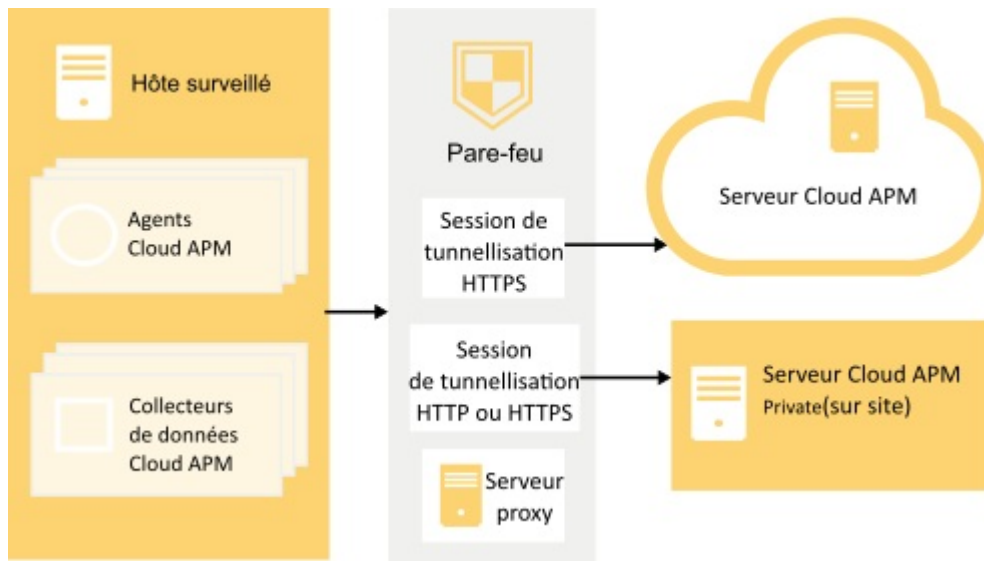 Hôte surveillé
Agents
Cloud APM
Collecteurs
de données
Cloud APM
Pare-feu
Session de
tunnellisation
HTTPS
Session
de tunnellisation
HTTP ou HTTPS
Serveur
proxy
Serveur Cloud APM
Serveur Cloud APM
Private(sur site)